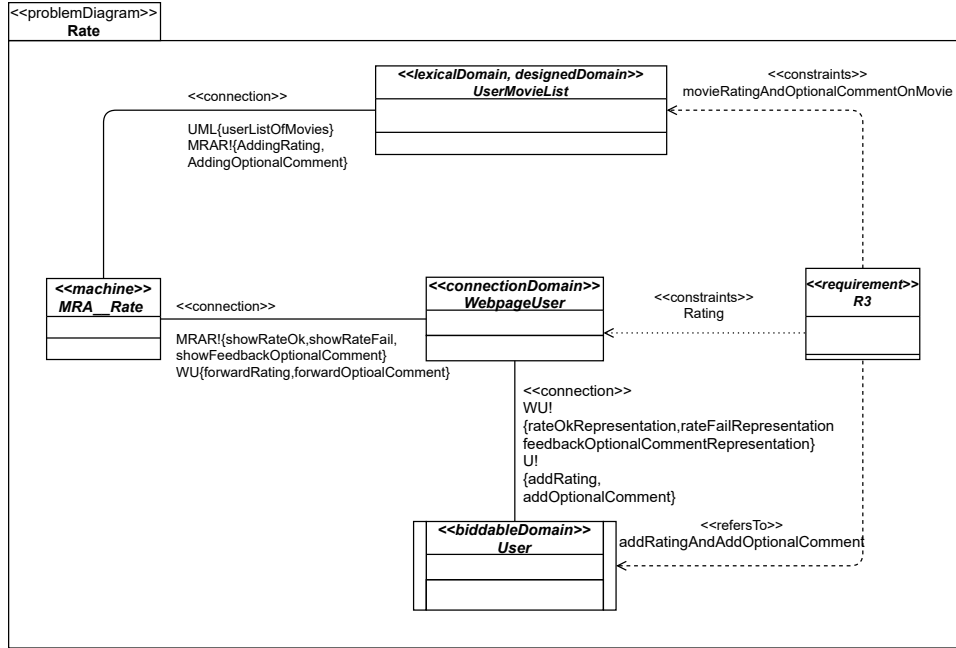 <<problemDiagram>>
Rate
<<lexicalDomain, designedDomain>>
UserMovieList
<<constraints>>
movieRatingAndOptionalCommentOnMovie
<<connection>>
UML{userListOfMovies}
MRAR!{AddingRating,
AddingOptionalComment}
<<machine>>
MRA__Rate
<<connection>>
MRAR!{showRateOk,showRateFail,
showFeedbackOptionalComment}
WU{forwardRating,forwardOptioalComment}
<<connectionDomain>>
WebpageUser
<<constraints>>
Rating
<<requirement>>
R3
<<connection>>
WU!
{rateOkRepresentation,rateFailRepresentation
feedbackOptionalCommentRepresentation}
U!
{addRating,
addOptionalComment}
<<biddableDomain>>
User
<<refersTo>>
addRatingAndAddOptionalComment